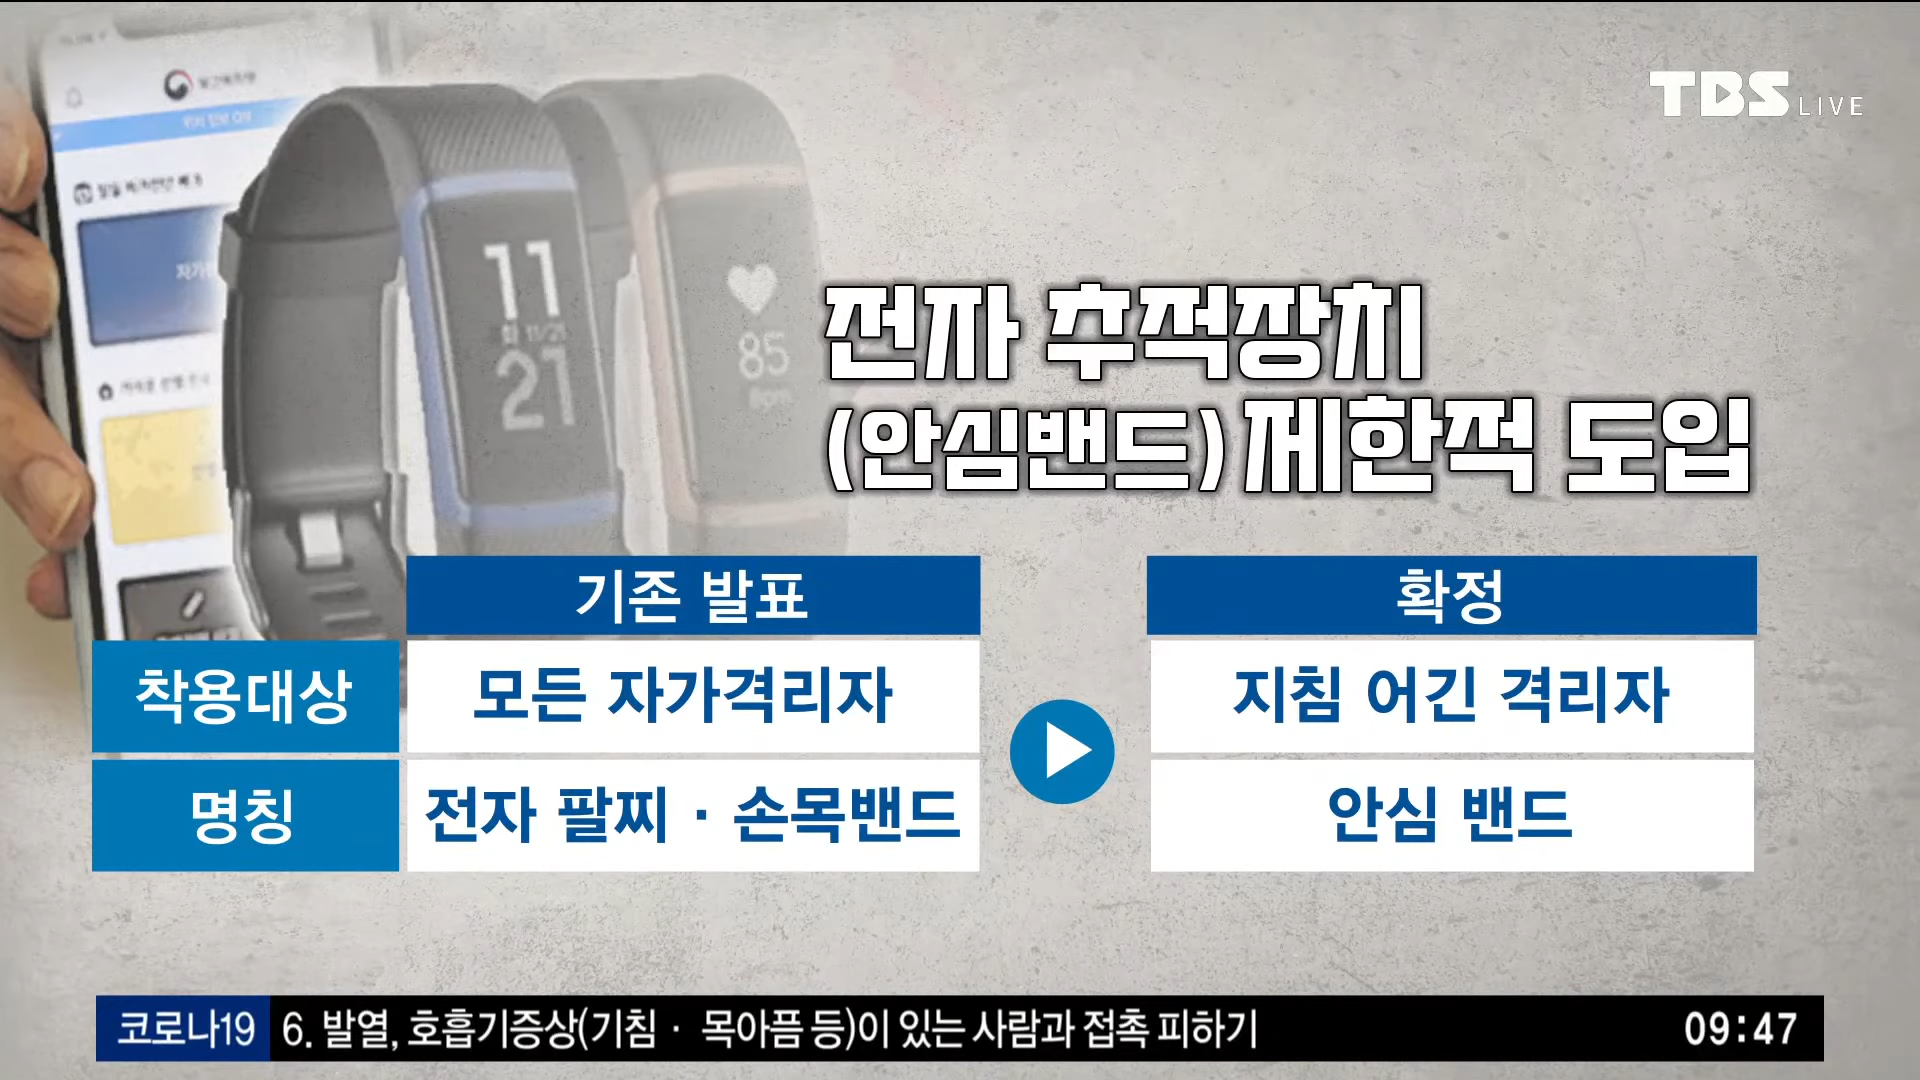 TBS LIVE
11
화 11/21
21
85
bpm
전자 추적장치
(안심밴드) 제한적 도입
기존 발표
확정
착용대상
모든 자가격리자
지침 어긴 격리자
명칭
전자 팔찌 · 손목밴드
안심 밴드
코로나19
6. 발열, 호흡기증상(기침 · 목아픔 등)이 있는 사람과 접촉 피하기
09:47